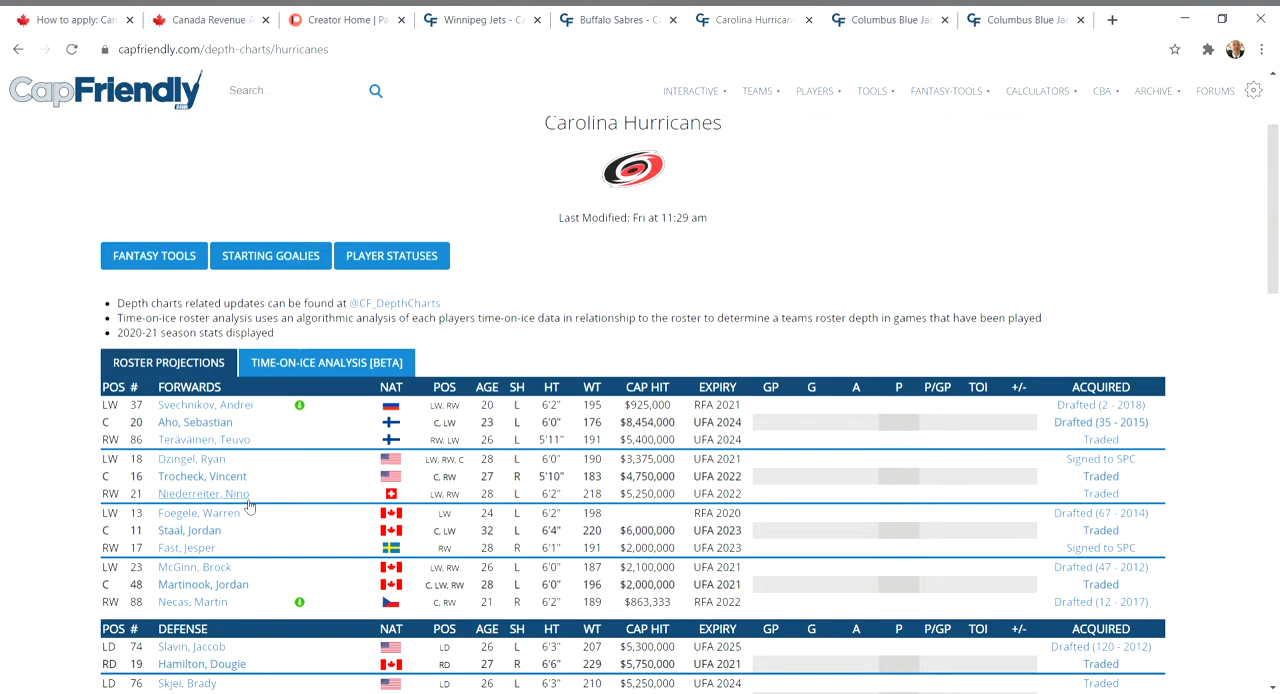 How to apply: Can
Canada Revenue A
Creator Home | Pa
Winnipeg Jets - Ca
Buffalo Sabres - C
Carolina Hurrican
Columbus Blue Jac
Columbus Blue Jac
capfriendly.com/depth-charts/hurricanes
CapFriendly
Search...
INTERACTIVE TEAMS PLAYERS TOOLS FANTASY-TOOLS CALCULATORS CBA ARCHIVE FORUMS
Carolina Hurricanes
Last Modified: Fri at 11:29 am
FANTASY TOOLS STARTING GOALIES PLAYER STATUSES
• Depth charts related updates can be found at @CF_DepthCharts
• Time-on-ice roster analysis uses an algorithmic analysis of each players time-on-ice data in relationship to the roster to determine a teams roster depth in games that have been played
• 2020-21 season stats displayed
ROSTER PROJECTIONS TIME-ON-ICE ANALYSIS [BETA]
POS # FORWARDS NAT POS AGE SH HT WT CAP HIT EXPIRY GP G A P P/GP TOI +/- ACQUIRED
LW 37 Svechnikov, Andrei LW, RW 20 L 6'2" 195 $925,000 RFA 2021 Drafted (2 - 2018)
C 20 Aho, Sebastian C, LW 23 L 6'0" 176 $8,454,000 UFA 2024 Drafted (35 - 2015)
RW 86 Teräväinen, Teuvo RW, LW 26 L 5'11" 191 $5,400,000 UFA 2024 Traded
LW 18 Dzingel, Ryan LW, RW, C 28 L 6'0" 190 $3,375,000 UFA 2021 Signed to SPC
C 16 Trocheck, Vincent C, RW 27 R 5'10" 183 $4,750,000 UFA 2022 Traded
RW 21 Niederreiter, Nino LW, RW 28 L 6'2" 218 $5,250,000 UFA 2022 Traded
LW 13 Foegele, Warren LW 24 L 6'2" 198 RFA 2020 Drafted (67 - 2014)
C 11 Staal, Jordan C, LW 32 L 6'4" 220 $6,000,000 UFA 2023 Traded
RW 17 Fast, Jesper RW 28 R 6'1" 191 $2,000,000 UFA 2023 Signed to SPC
LW 23 McGinn, Brock LW, RW 26 L 6'0" 187 $2,100,000 UFA 2021 Drafted (47 - 2012)
C 48 Martinook, Jordan C, LW, RW 28 L 6'0" 196 $2,000,000 UFA 2021 Traded
RW 88 Necas, Martin C, RW 21 R 6'2" 189 $863,333 RFA 2022 Drafted (12 - 2017)
POS # DEFENSE NAT POS AGE SH HT WT CAP HIT EXPIRY GP G A P P/GP TOI +/- ACQUIRED
LD 74 Slavin, Jaccob LD 26 L 6'3" 207 $5,300,000 UFA 2025 Drafted (120 - 2012)
RD 19 Hamilton, Dougie RD 27 R 6'6" 229 $5,750,000 UFA 2021 Traded
LD 76 Skjei, Brady LD 26 L 6'3" 210 $5,250,000 UFA 2024 Traded